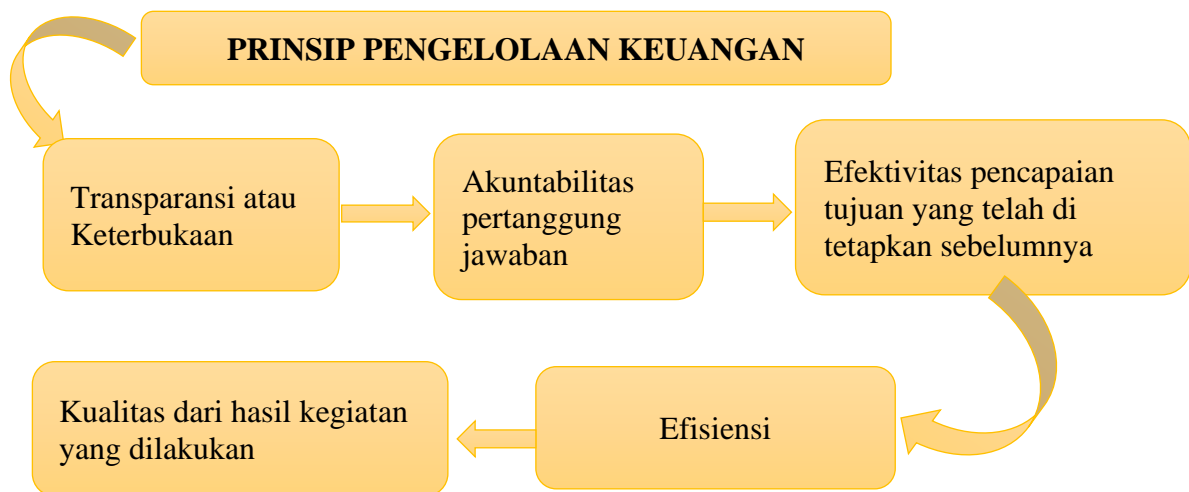 PRINSIP PENGELOLAAN KEUANGAN
Transparansi atau
Keterbukaan
Akuntabilitas
pertanggung
jawaban
Efektivitas pencapaian
tujuan yang telah di
tetapkan sebelumnya
Efisiensi
Kualitas dari hasil kegiatan
yang dilakukan